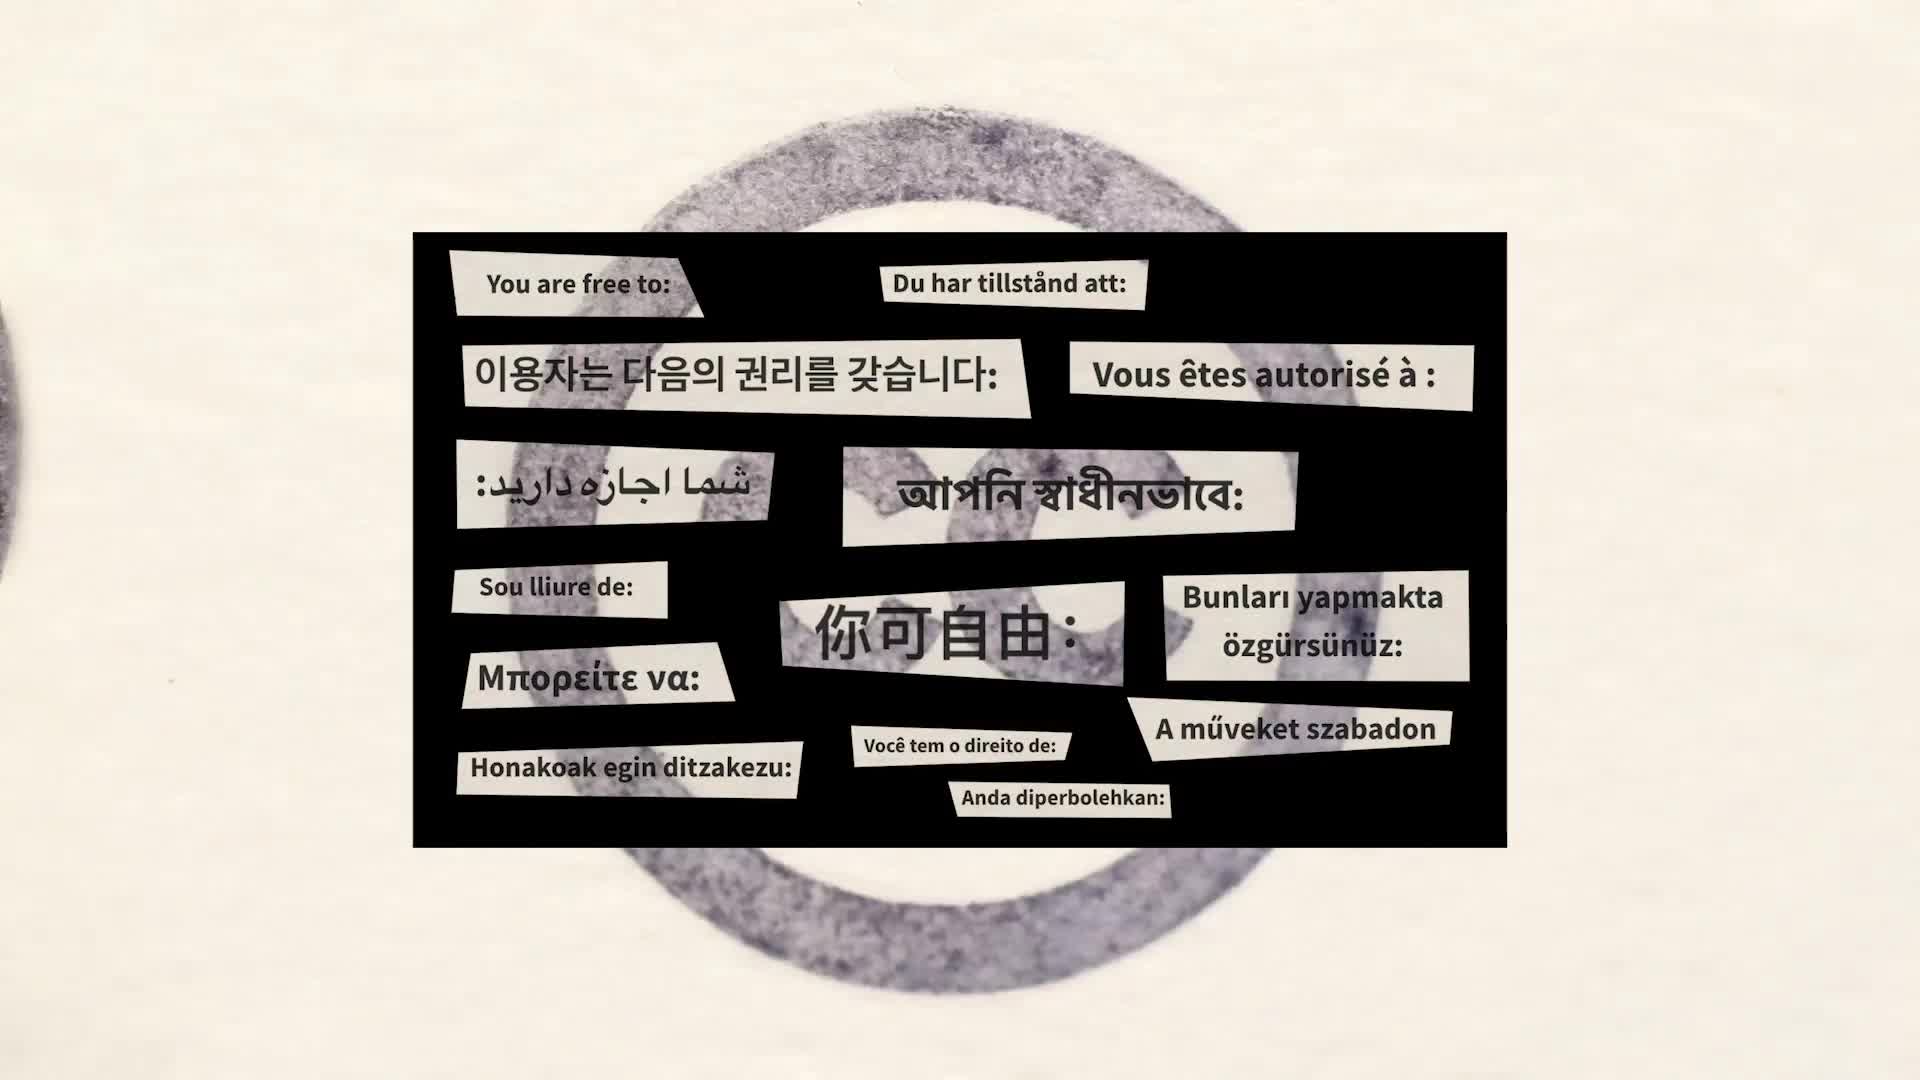 You are free to:
Du har tillstånd att:
이용자는 다음의 권리를 갖습니다:
Vous êtes autorisé à :
شما اجازه دارید:
আপনি স্বাধীনভাবে:
Sou lliure de:
你可自由：
Bunları yapmakta
özgürsünüz:
Μπορείτε να:
A műveket szabadon
Você tem o direito de:
Honakoak egin ditzakezu:
Anda diperbolehkan: